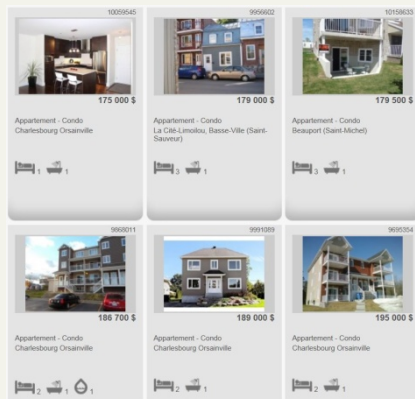 10059545
175 000 $
Appartement - Condo
Charlesbourg Orsainville
1 1
9956602
179 000 $
Appartement - Condo
La Cité-Limoilou, Basse-Ville (Saint-
Sauveur)
3 1
10158633
179 500 $
Appartement - Condo
Beauport (Saint-Michel)
3 1
9868011
186 700 $
Appartement - Condo
Charlesbourg Orsainville
2 1 1
9991089
189 000 $
Appartement - Condo
Charlesbourg Orsainville
2 1
9695354
195 000 $
Appartement - Condo
Charlesbourg Orsainville
2 1